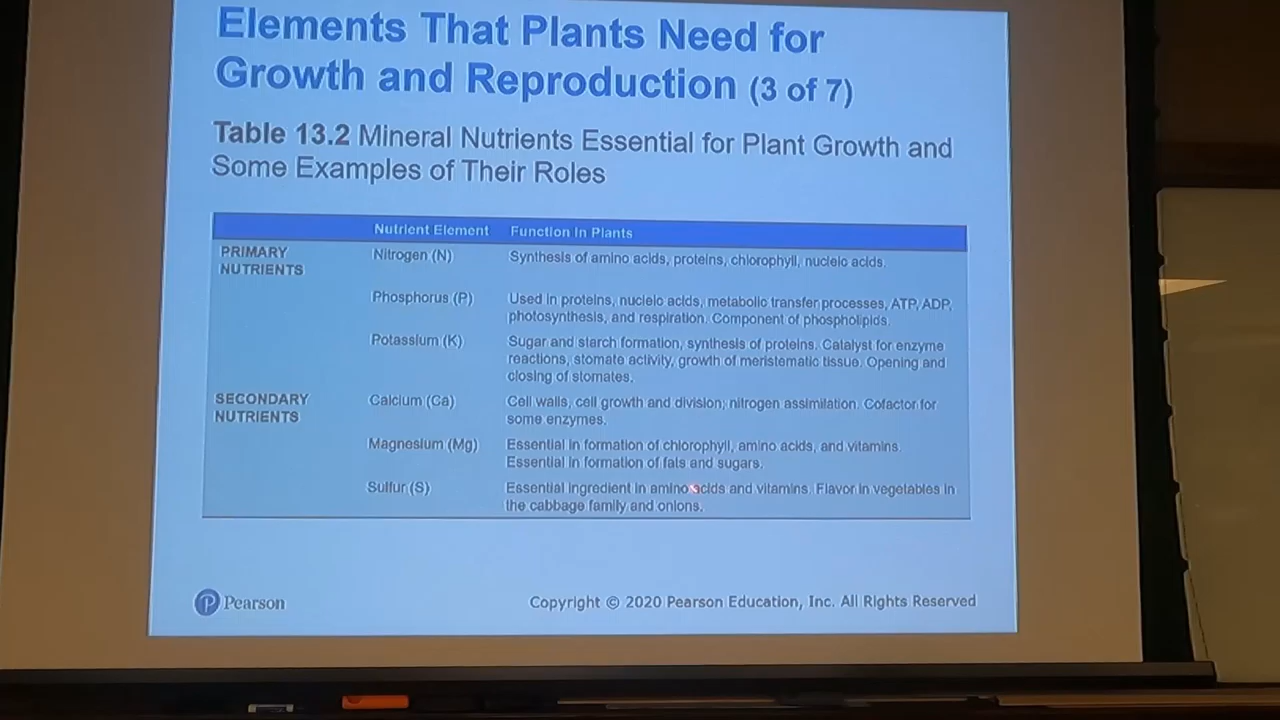 Elements That Plants Need for
Growth and Reproduction (3 of 7)
Table 13.2 Mineral Nutrients Essential for Plant Growth and
Some Examples of Their Roles
Nutrient Element Function In Plants
PRIMARY NUTRIENTS Nitrogen (N) Synthesis of amino acids, proteins, chlorophyll, nucleic acids.
Phosphorus (P) Used in proteins, nucleic acids, metabolic transfer processes, ATP, ADP,
photosynthesis, and respiration. Component of phospholipids.
Potassium (K) Sugar and starch formation, synthesis of proteins. Catalyst for enzyme
reactions, stomate activity, growth of meristematic tissue. Opening and
closing of stomates.
SECONDARY NUTRIENTS Calcium (Ca) Cell walls, cell growth and division; nitrogen assimilation. Cofactor for
some enzymes.
Magnesium (Mg) Essential in formation of chlorophyll, amino acids, and vitamins.
Essential in formation of fats and sugars.
Sulfur (S) Essential ingredient in amino acids and vitamins. Flavor in vegetables in
the cabbage family and onions.
Pearson Copyright © 2020 Pearson Education, Inc. All Rights Reserved